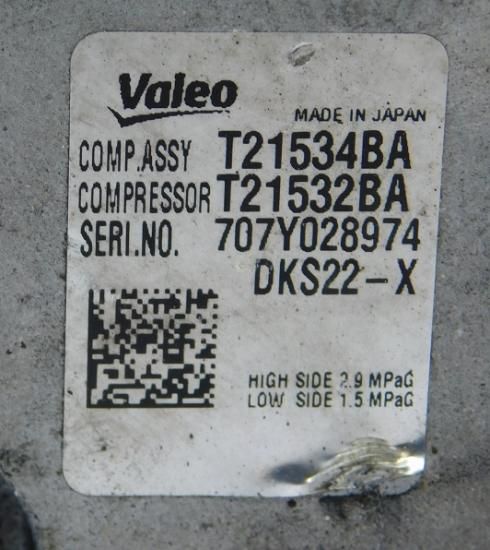 Valeo
MADE IN JAPAN
COMP.ASSY T21534BA
COMPRESSOR T21532BA
SERI.NO. 707Y028974
DKS22-X
HIGH SIDE 2.9 MPaG
LOW SIDE 1.5 MPaG